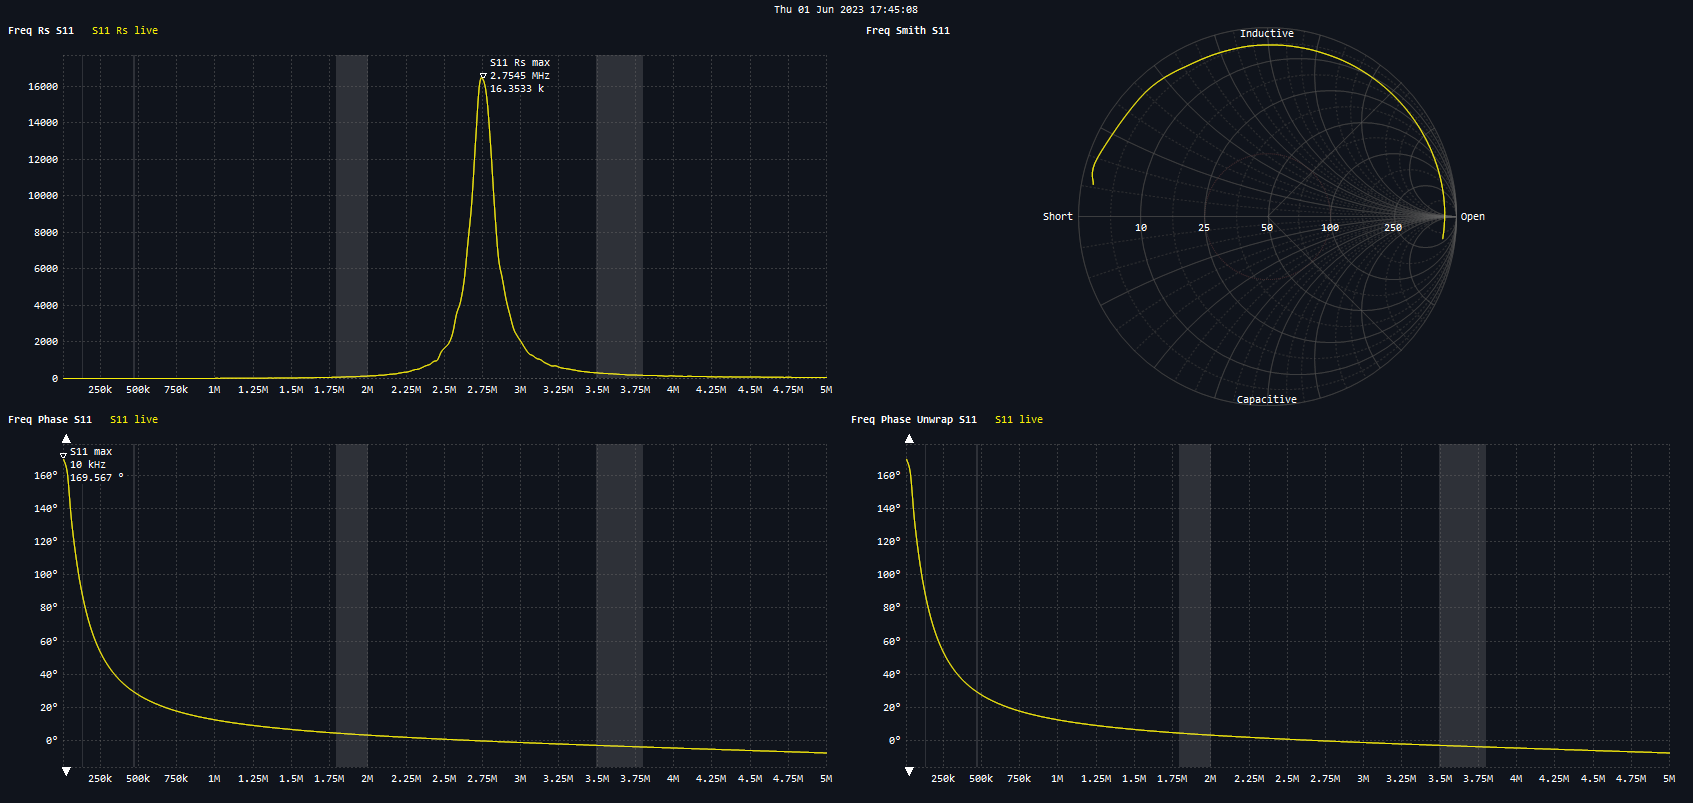 Thu 01 Jun 2023 17:45:08
Freq Rs S11 S11 Rs live
S11 Rs max
2.7545 MHz
16.3533 k
16000
14000
12000
10000
8000
6000
4000
2000
0
250k 500k 750k 1M 1.25M 1.5M 1.75M 2M 2.25M 2.5M 2.75M 3M 3.25M 3.5M 3.75M 4M 4.25M 4.5M 4.75M 5M
Freq Smith S11
Inductive
Short
Open
10 25 50 100 250
Capacitive
Freq Phase S11 S11 live
S11 max
10 kHz
169.567 °
160°
140°
120°
100°
80°
60°
40°
20°
0°
250k 500k 750k 1M 1.25M 1.5M 1.75M 2M 2.25M 2.5M 2.75M 3M 3.25M 3.5M 3.75M 4M 4.25M 4.5M 4.75M 5M
Freq Phase Unwrap S11 S11 live
160°
140°
120°
100°
80°
60°
40°
20°
0°
250k 500k 750k 1M 1.25M 1.5M 1.75M 2M 2.25M 2.5M 2.75M 3M 3.25M 3.5M 3.75M 4M 4.25M 4.5M 4.75M 5M